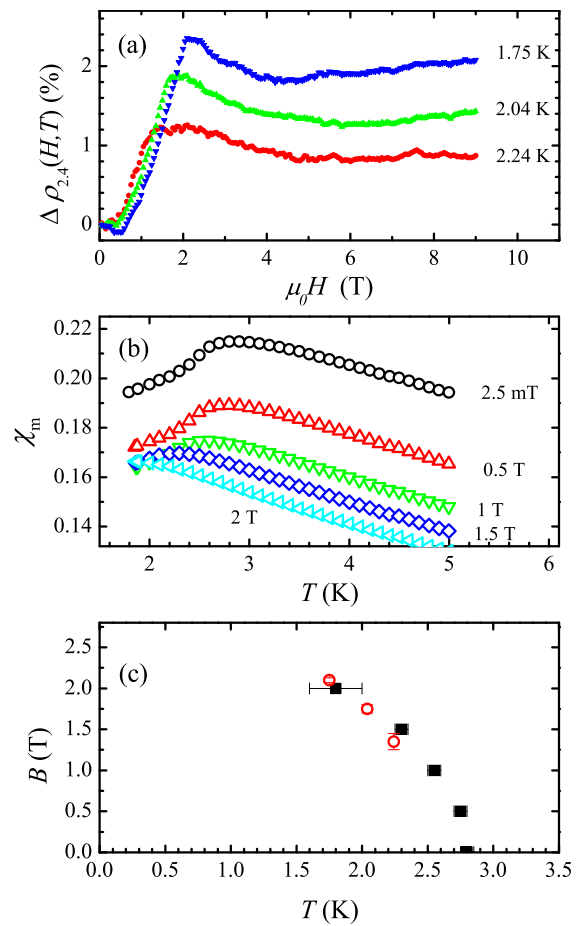 (a)
Δ ρ2,4(H,T) (%)
2
1
0
1.75 K
2.04 K
2.24 K
0 2 4 6 8 10
μ0H (T)
(b)
χm
0.22
0.20
0.18
0.16
0.14
2.5 mT
0.5 T
1 T
1.5 T
2 T
2 3 4 5 6
T (K)
(c)
B (T)
2.5
2.0
1.5
1.0
0.5
0.0
0.0 0.5 1.0 1.5 2.0 2.5 3.0 3.5
T (K)